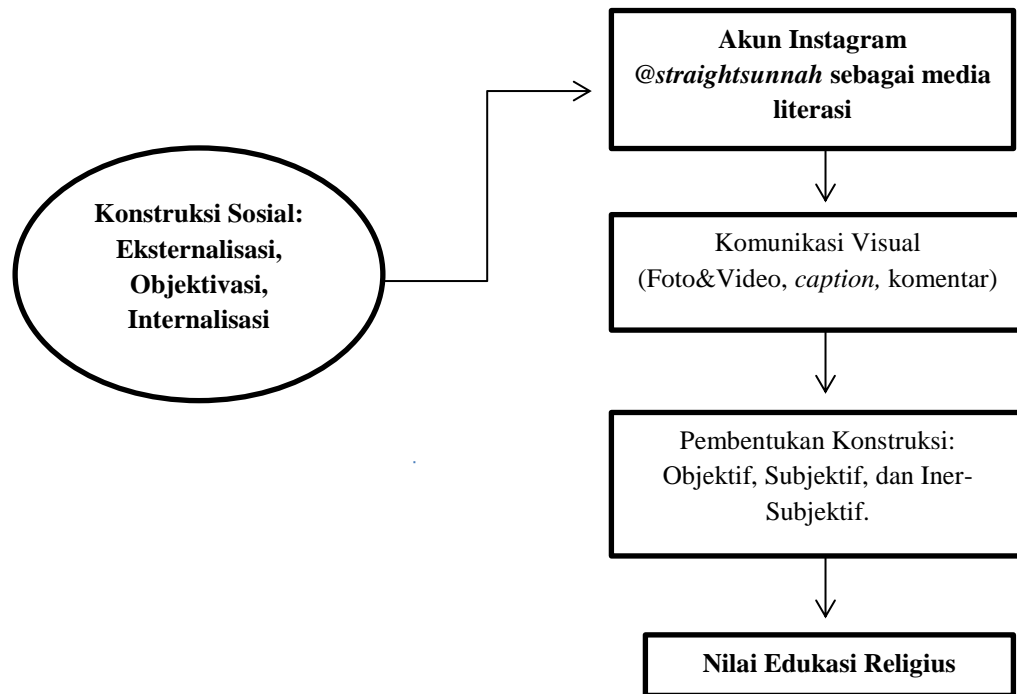 Akun Instagram
@straightsunnah sebagai media
literasi
Konstruksi Sosial:
Eksternalisasi,
Objektivasi,
Internalisasi
Komunikasi Visual
(Foto&Video, caption, komentar)
Pembentukan Konstruksi:
Objektif, Subjektif, dan Iner-
Subjektif.
Nilai Edukasi Religius